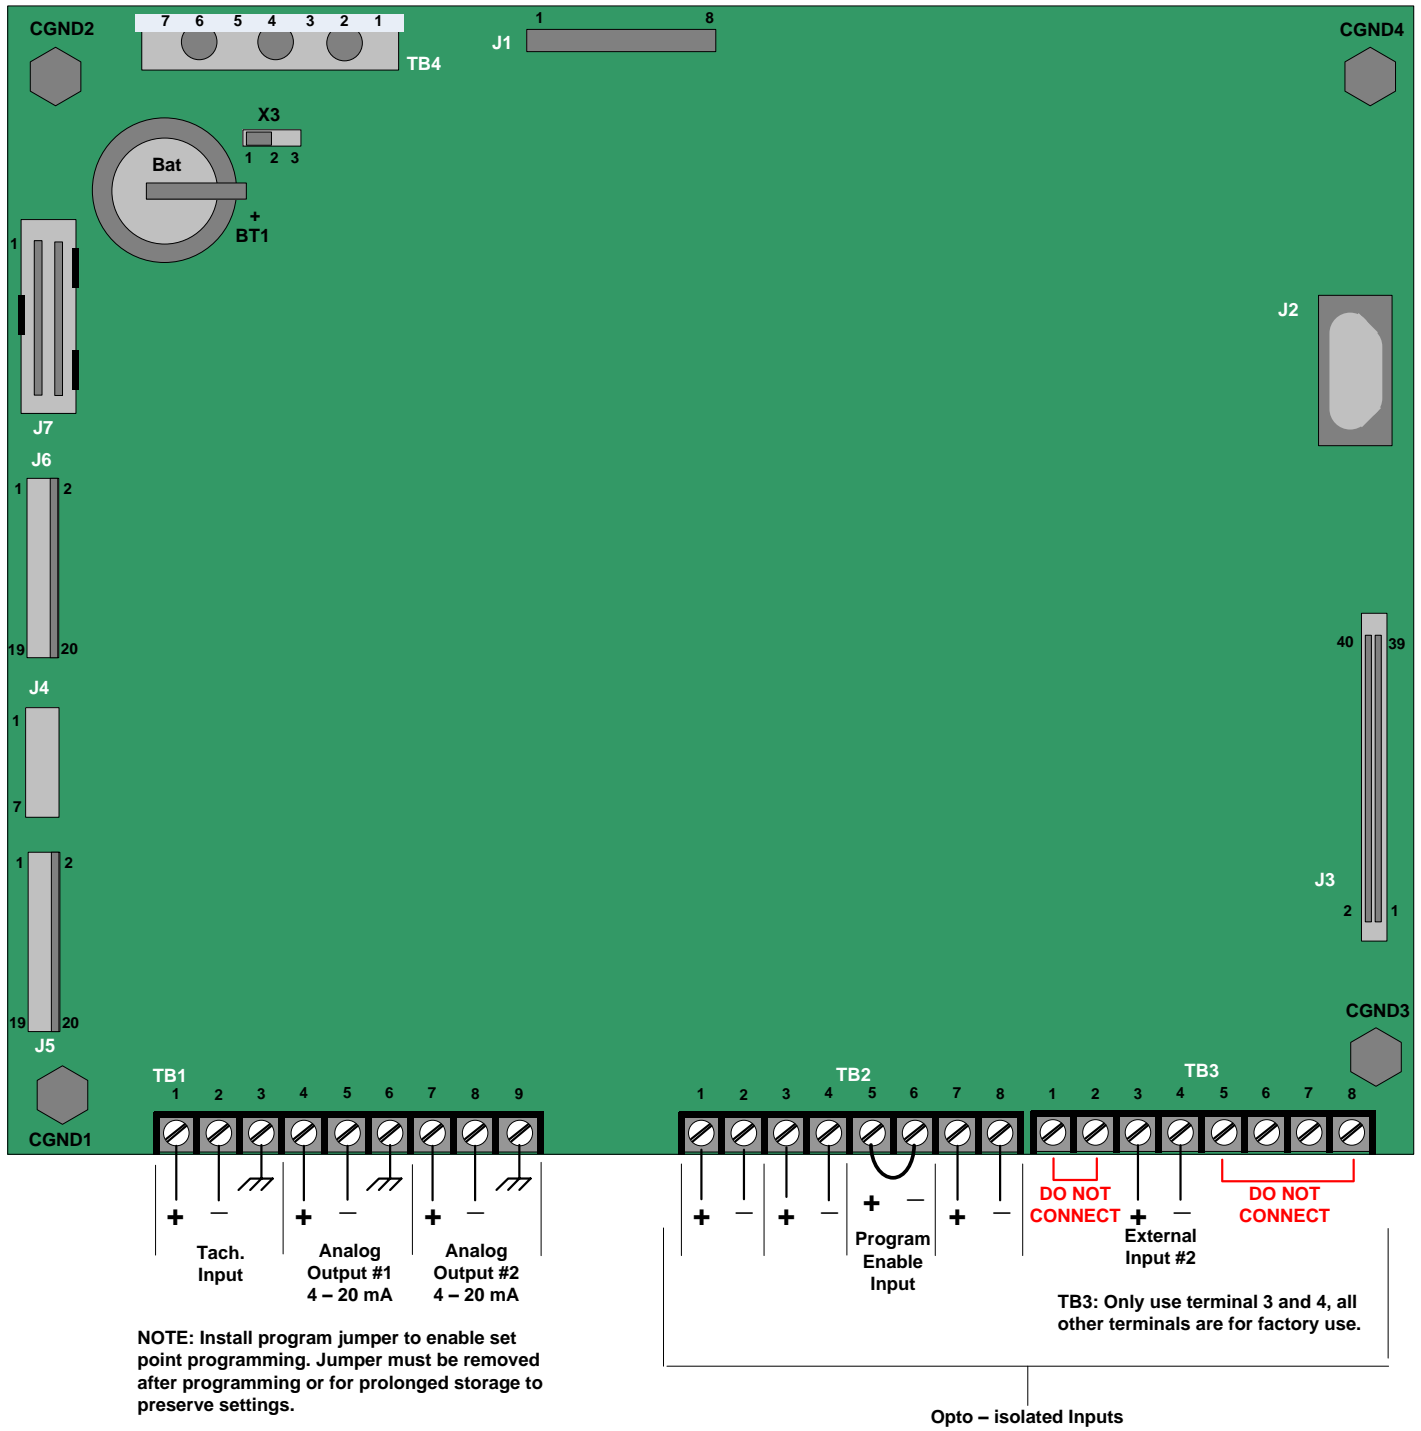 CGND2
7 6 5 4 3 2 1
TB4
J1
1 8
CGND4
X3
1 2 3
Bat
+
BT1
1
J7
J2
J6
1 2
19 20
J4
1
7
40 39
J3
2 1
1 2
19 20
J5
CGND3
CGND1
TB1
1 2 3 4 5 6 7 8 9
TB2
1 2 3 4 5 6 7 8
TB3
1 2 3 4 5 6 7 8
+ – + – + –
+ – + – + – + –
+ –
DO NOT
CONNECT
DO NOT
CONNECT
Tach.
Input
Analog
Output #1
4 – 20 mA
Analog
Output #2
4 – 20 mA
Program
Enable
Input
External
Input #2
TB3: Only use terminal 3 and 4, all
other terminals are for factory use.
NOTE: Install program jumper to enable set
point programming. Jumper must be removed
after programming or for prolonged storage to
preserve settings.
Opto – isolated Inputs